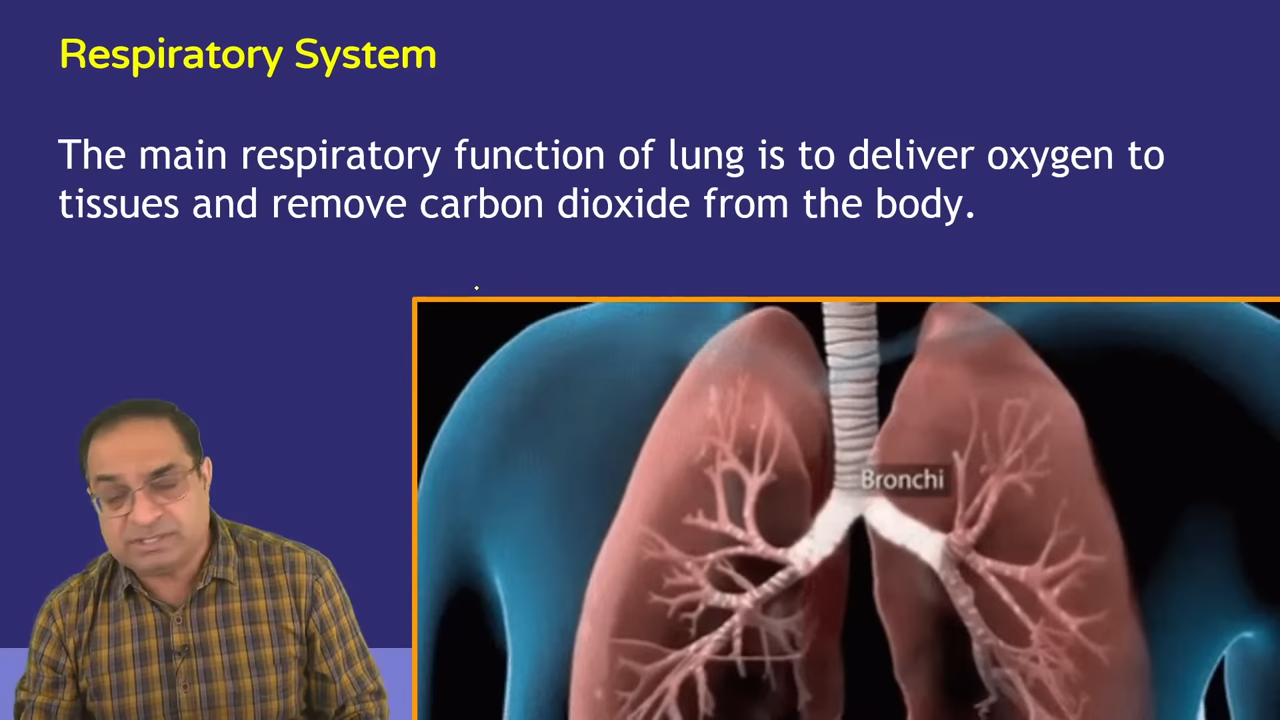 Respiratory System
The main respiratory function of lung is to deliver oxygen to
tissues and remove carbon dioxide from the body.
Bronchi